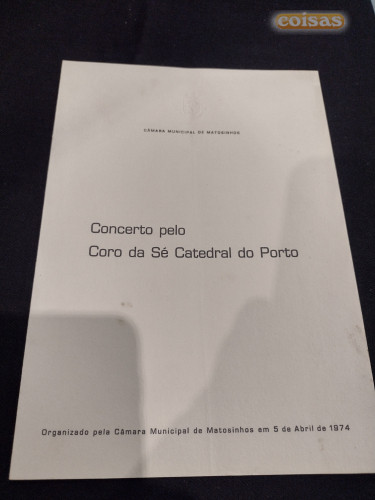 coisas
CÂMARA MUNICIPAL DE MATOSINHOS
Concerto pelo
Coro da Sé Catedral do Porto
Organizado pela Câmara Municipal de Matosinhos em 5 de Abril de 1974